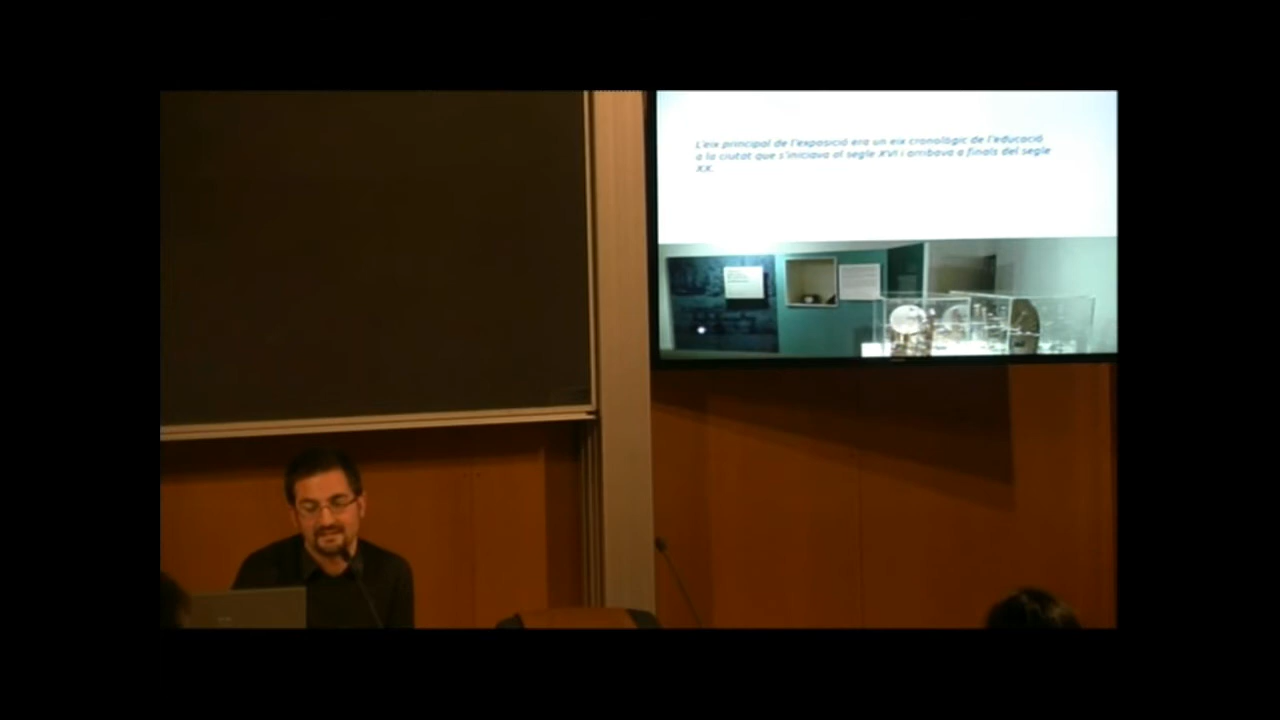 L'eix principal de l'exposició era un eix cronològic de l'educació
a la ciutat que s'iniciava al segle XVI i arribava a finals del segle
XX.